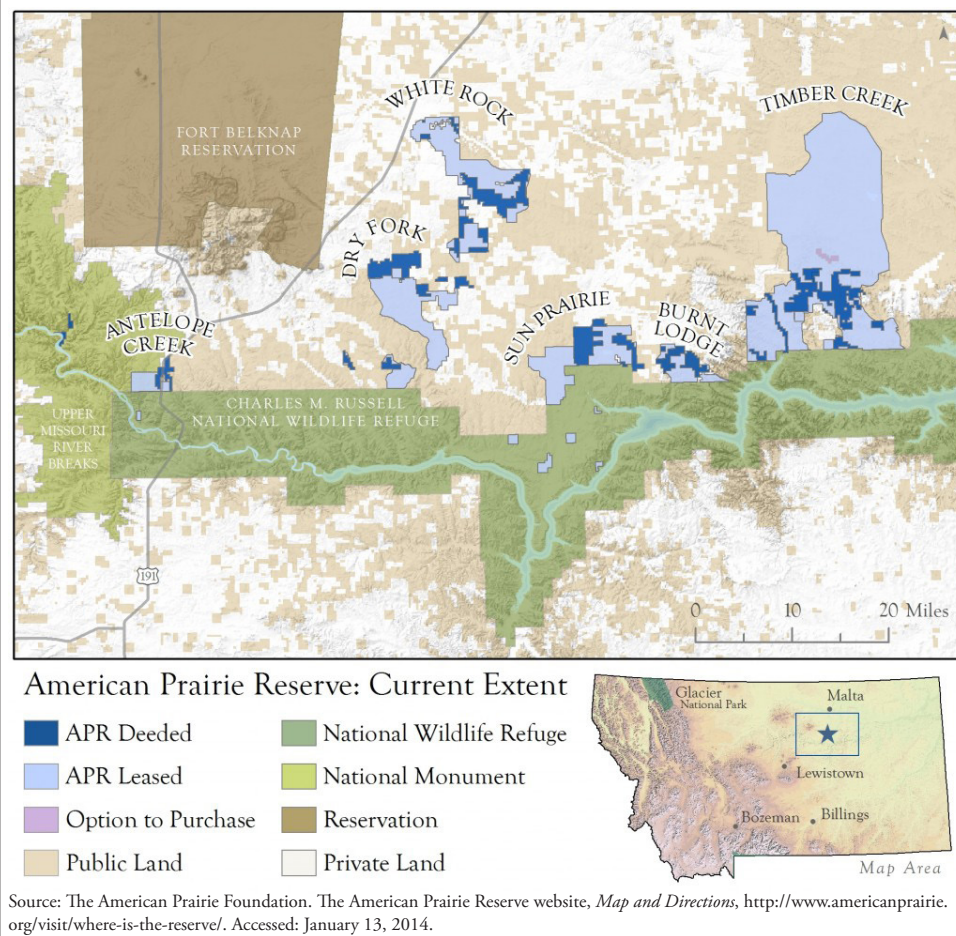 WHITE ROCK
TIMBER CREEK
FORT BELKNAP
RESERVATION
DRY FORK
SUN PRAIRIE
BURNT
LODGE
ANTELOPE
CREEK
CHARLES M. RUSSELL
NATIONAL WILDLIFE REFUGE
UPPER
MISSOURI
RIVER
BREAKS
191
0 10 20 Miles
American Prairie Reserve: Current Extent
APR Deeded
National Wildlife Refuge
APR Leased
National Monument
Option to Purchase
Reservation
Public Land
Private Land
Glacier
National Park
Malta
Lewistown
Bozeman
Billings
Map Area
Source: The American Prairie Foundation. The American Prairie Reserve website, Map and Directions, http://www.americanprairie.
org/visit/where-is-the-reserve/. Accessed: January 13, 2014.